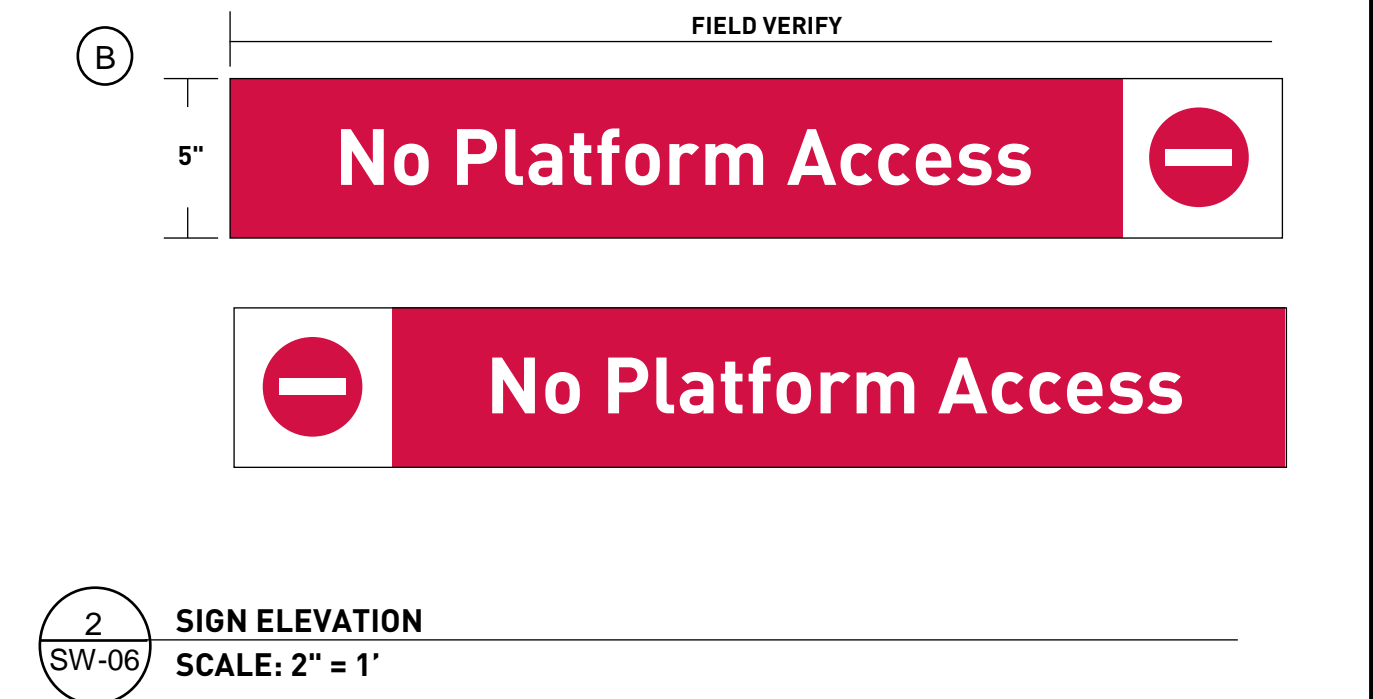 FIELD VERIFY
B
5"
No Platform Access
No Platform Access
2
SW-06
SIGN ELEVATION
SCALE: 2" = 1’